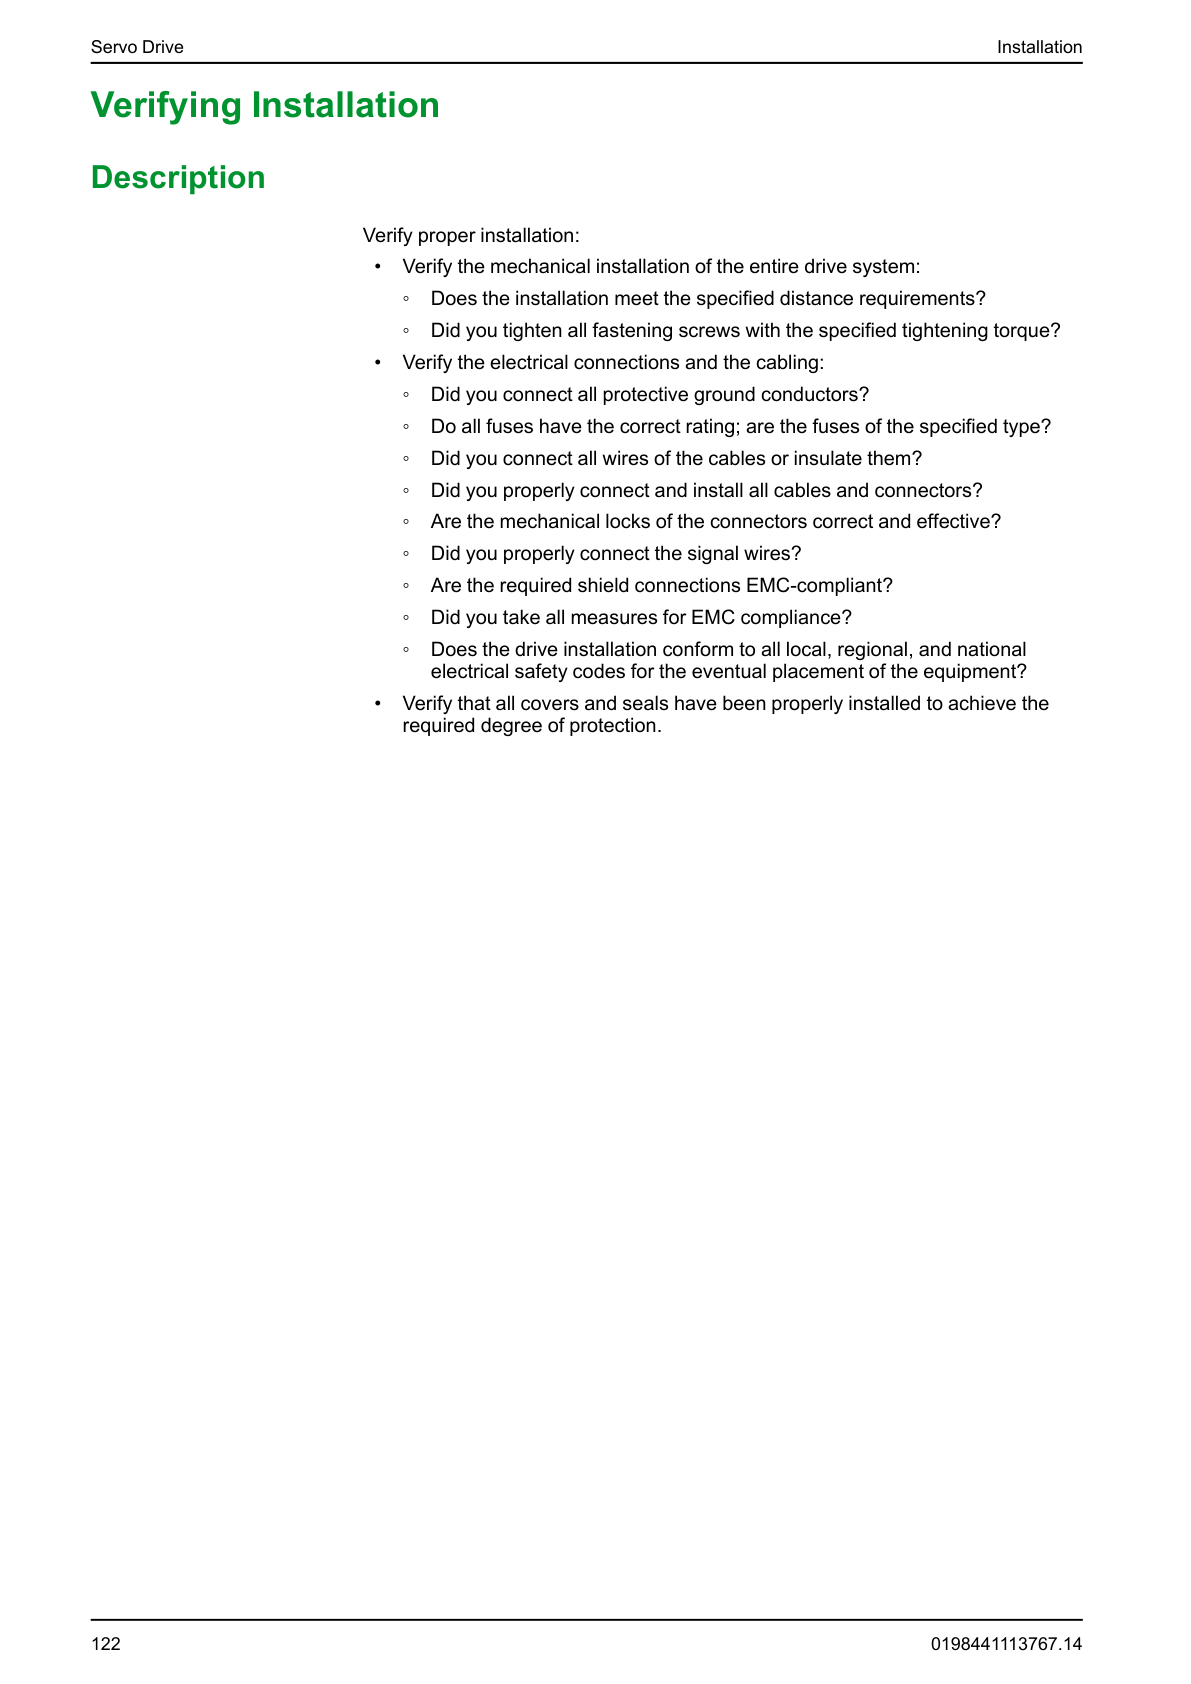 Servo Drive
Installation
Verifying Installation
Description
Verify proper installation:
• Verify the mechanical installation of the entire drive system:
◦ Does the installation meet the specified distance requirements?
◦ Did you tighten all fastening screws with the specified tightening torque?
• Verify the electrical connections and the cabling:
◦ Did you connect all protective ground conductors?
◦ Do all fuses have the correct rating; are the fuses of the specified type?
◦ Did you connect all wires of the cables or insulate them?
◦ Did you properly connect and install all cables and connectors?
◦ Are the mechanical locks of the connectors correct and effective?
◦ Did you properly connect the signal wires?
◦ Are the required shield connections EMC-compliant?
◦ Did you take all measures for EMC compliance?
◦ Does the drive installation conform to all local, regional, and national
electrical safety codes for the eventual placement of the equipment?
• Verify that all covers and seals have been properly installed to achieve the
required degree of protection.
122
0198441113767.14